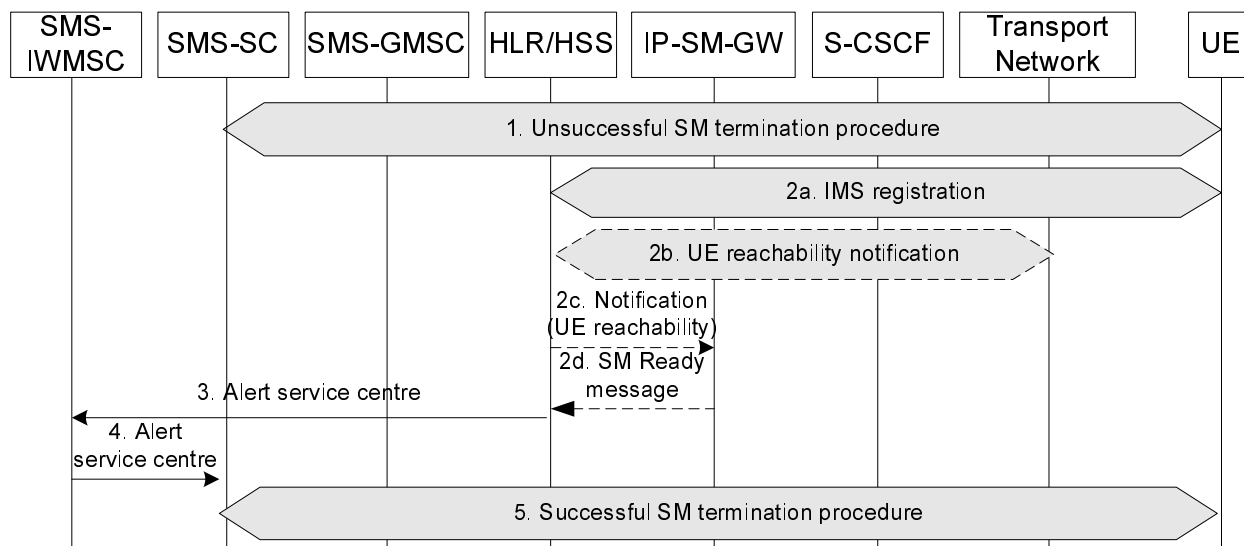 SMS-
IWMSC
SMS-SC
SMS-GMSC
HLR/HSS
IP-SM-GW
S-CSCF
Transport
Network
UE
1. Unsuccessful SM termination procedure
2a. IMS registration
2b. UE reachability notification
2c. Notification
(UE reachability)
2d. SM Ready
message
3. Alert service centre
4. Alert
service centre
5. Successful SM termination procedure